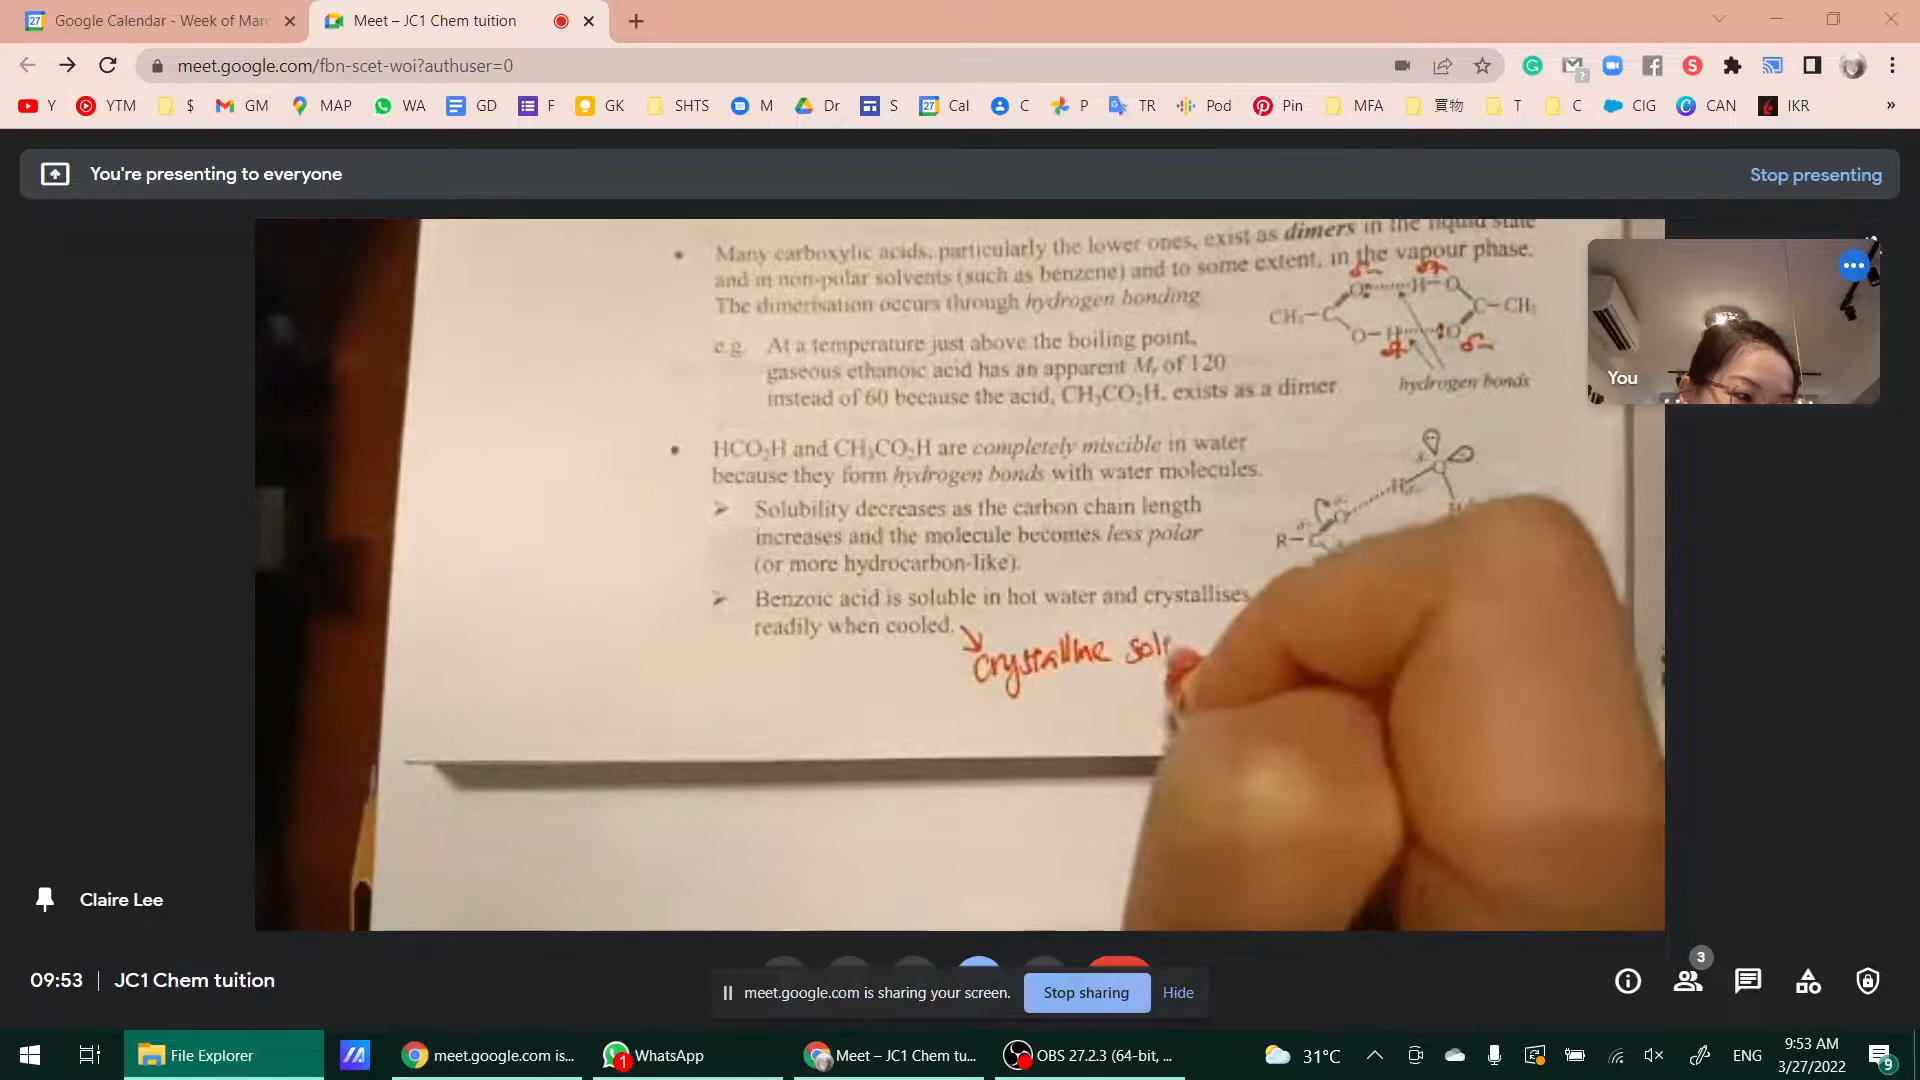 Google Calendar - Week of Marc
Meet – JC1 Chem tuition
meet.google.com/fbn-scet-woi?authuser=0
Y YTM $ GM MAP WA GD F GK SHTS M Dr S Cal C P TR Pod Pin MFA 買物 T C CIG CAN IKR »
You're presenting to everyone
Stop presenting
Many carboxylic acids, particularly the lower ones, exist as dimers in the liquid state
and in non-polar solvents (such as benzene) and to some extent, in the vapour phase.
The dimerisation occurs through hydrogen bonding
δ- δ+
O H–O
CH₃–C C–CH₃
O–H O
δ+ δ-
hydrogen bonds
e.g. At a temperature just above the boiling point,
gaseous ethanoic acid has an apparent Mr of 120
instead of 60 because the acid, CH₃CO₂H, exists as a dimer
HCO₂H and CH₃CO₂H are completely miscible in water
because they form hydrogen bonds with water molecules.
➢ Solubility decreases as the carbon chain length
increases and the molecule becomes less polar
(or more hydrocarbon-like).
➢ Benzoic acid is soluble in hot water and crystallises
readily when cooled.
crystalline soli
R–C
You
Claire Lee
09:53 | JC1 Chem tuition
3
meet.google.com is sharing your screen.
Stop sharing
Hide
File Explorer
meet.google.com is...
1
WhatsApp
Meet – JC1 Chem tu...
OBS 27.2.3 (64-bit, ...
31°C
ENG
9:53 AM
3/27/2022
9